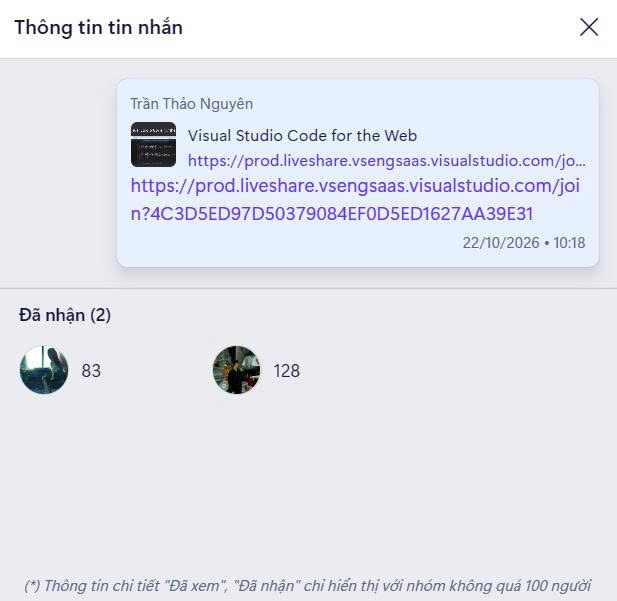 Thông tin tin nhắn
Trần Thảo Nguyên
Visual Studio Code for the Web
https://prod.liveshare.vsengsaas.visualstudio.com/jo...
https://prod.liveshare.vsengsaas.visualstudio.com/joi
n?4C3D5ED97D50379084EF0D5ED1627AA39E31
22/10/2026 • 10:18
Đã nhận (2)
83
128
(*) Thông tin chi tiết "Đã xem", "Đã nhận" chỉ hiển thị với nhóm không quá 100 người